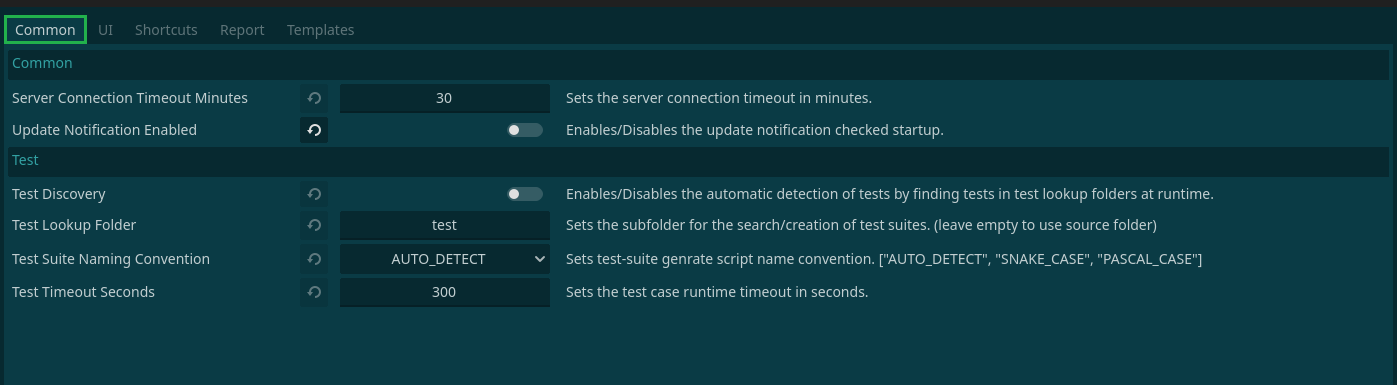 Common UI Shortcuts Report Templates
Common
Server Connection Timeout Minutes 30 Sets the server connection timeout in minutes.
Update Notification Enabled Enables/Disables the update notification checked startup.
Test
Test Discovery Enables/Disables the automatic detection of tests by finding tests in test lookup folders at runtime.
Test Lookup Folder test Sets the subfolder for the search/creation of test suites. (leave empty to use source folder)
Test Suite Naming Convention AUTO_DETECT Sets test-suite genrate script name convention. ["AUTO_DETECT", "SNAKE_CASE", "PASCAL_CASE"]
Test Timeout Seconds 300 Sets the test case runtime timeout in seconds.